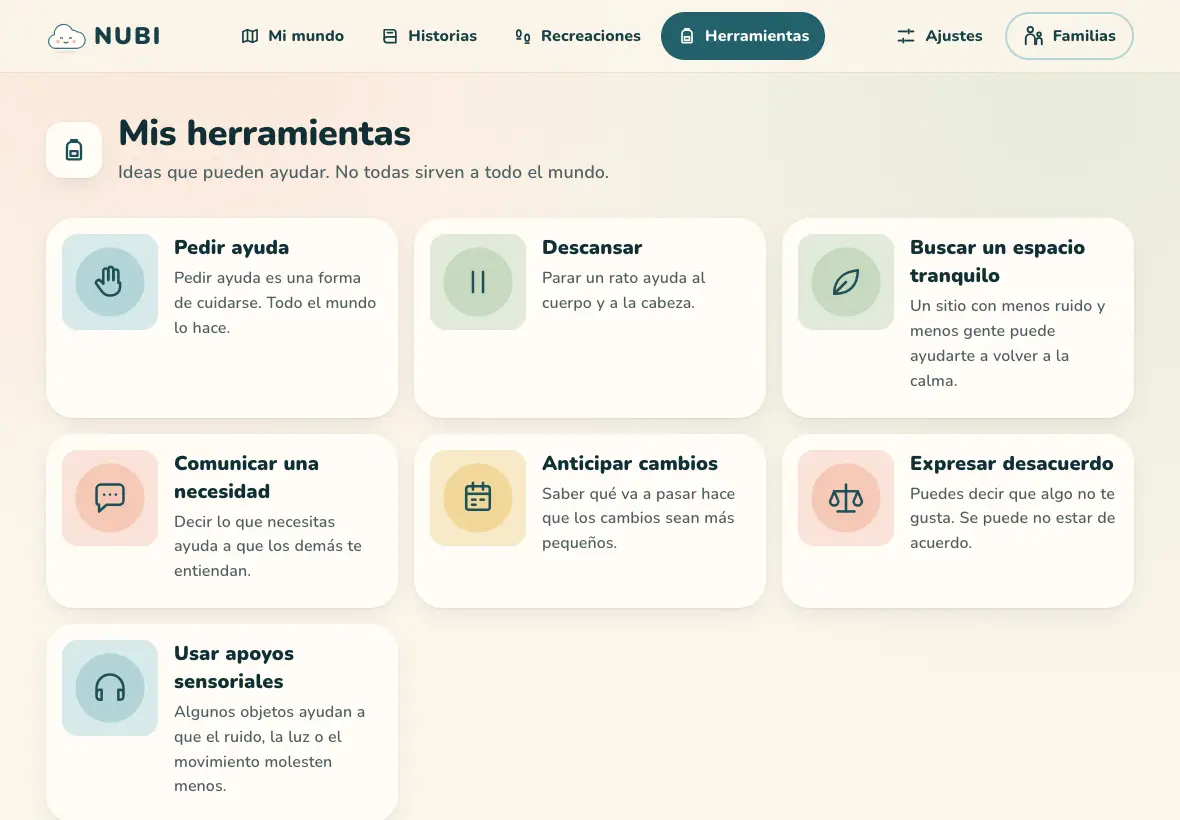 NUBI
Mi mundo
Historias
Recreaciones
Herramientas
Ajustes
Familias
Mis herramientas
Ideas que pueden ayudar. No todas sirven a todo el mundo.
Pedir ayuda
Pedir ayuda es una forma
de cuidarse. Todo el mundo
lo hace.
Descansar
Parar un rato ayuda al
cuerpo y a la cabeza.
Buscar un espacio
tranquilo
Un sitio con menos ruido y
menos gente puede
ayudarte a volver a la
calma.
Comunicar una
necesidad
Decir lo que necesitas
ayuda a que los demás te
entiendan.
Anticipar cambios
Saber qué va a pasar hace
que los cambios sean más
pequeños.
Expresar desacuerdo
Puedes decir que algo no te
gusta. Se puede no estar de
acuerdo.
Usar apoyos
sensoriales
Algunos objetos ayudan a
que el ruido, la luz o el
movimiento molesten
menos.